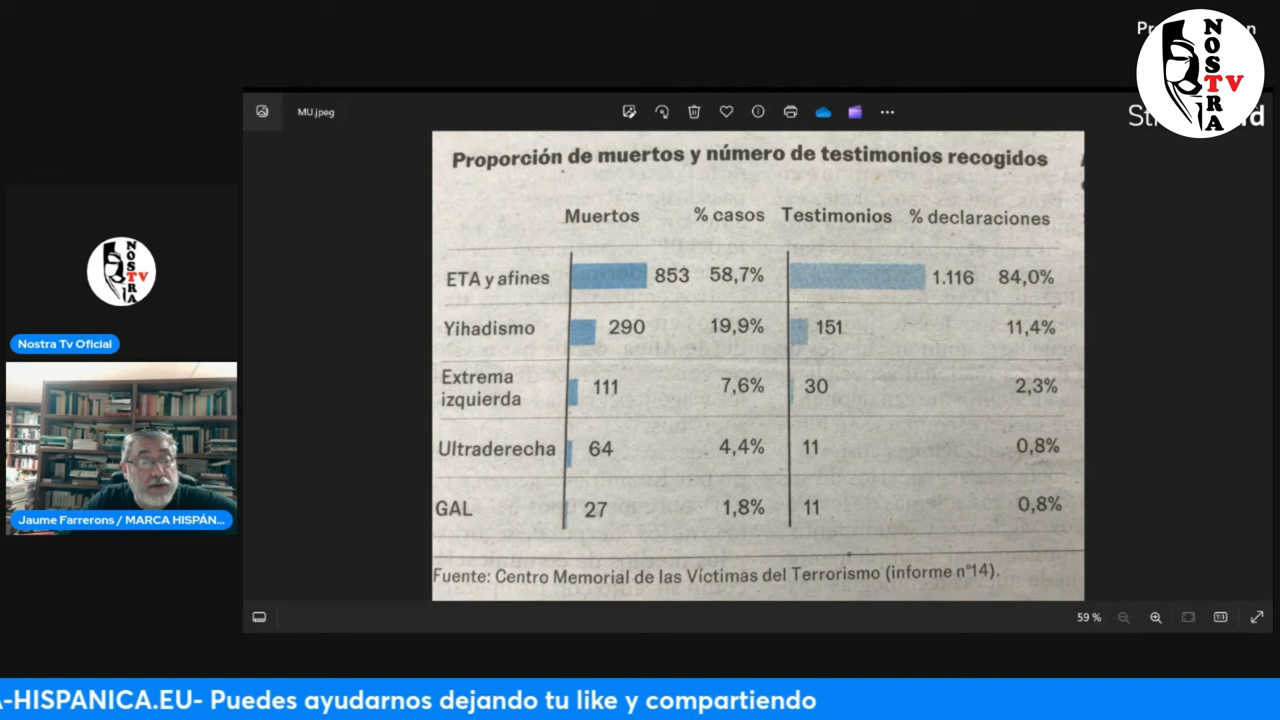 NOSTRA TV
MU.jpeg
Proporción de muertos y número de testimonios recogidos
Muertos % casos Testimonios % declaraciones
ETA y afines 853 58,7% 1.116 84,0%
Yihadismo 290 19,9% 151 11,4%
Extrema
izquierda 111 7,6% 30 2,3%
Ultraderecha 64 4,4% 11 0,8%
GAL 27 1,8% 11 0,8%
Fuente: Centro Memorial de las Víctimas del Terrorismo (informe n°14).
NOSTRA TV
Nostra Tv Oficial
Jaume Farrerons / MARCA HISPÁN...
59 %
A-HISPANICA.EU- Puedes ayudarnos dejando tu like y compartiendo